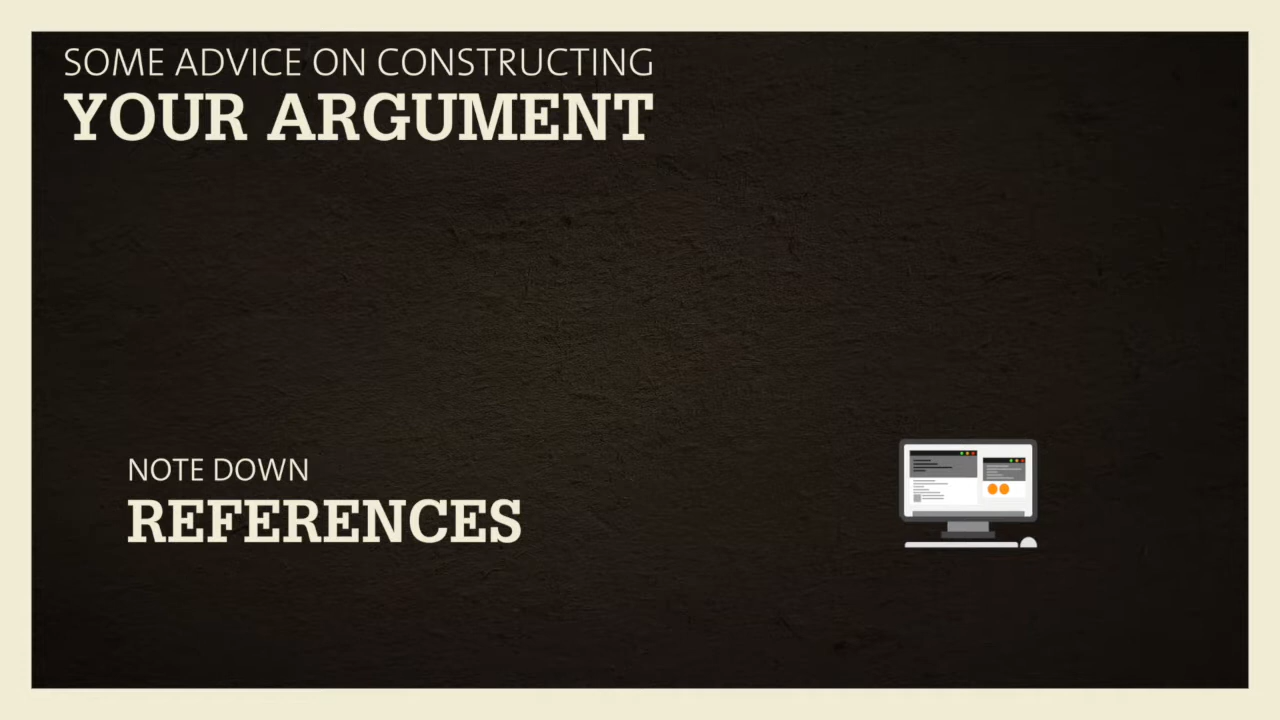 SOME ADVICE ON CONSTRUCTING
YOUR ARGUMENT
NOTE DOWN
REFERENCES